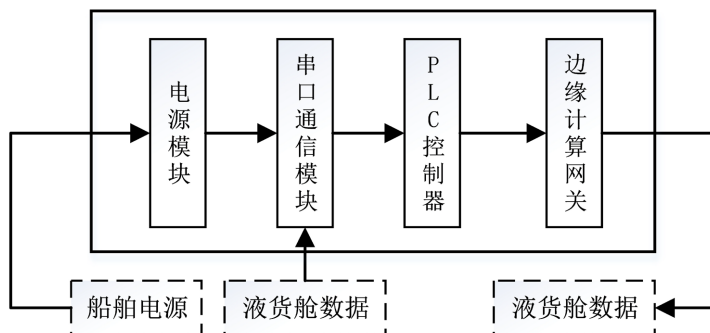 电源模块
串口通信模块
PLC控制器
边缘计算网关
船舶电源
液货舱数据
液货舱数据